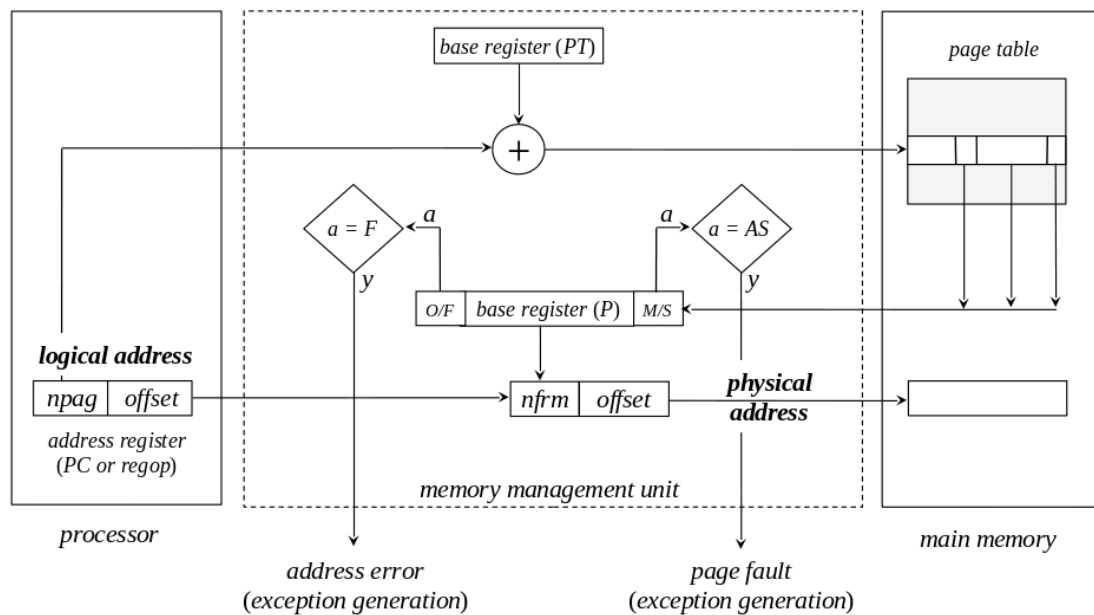 base register (PT)
page table
+
a = F
a
a
a = AS
y
y
O/F
base register (P)
M/S
logical address
npag
offset
nfrm
offset
physical
address
address register
(PC or regop)
memory management unit
processor
main memory
address error
(exception generation)
page fault
(exception generation)